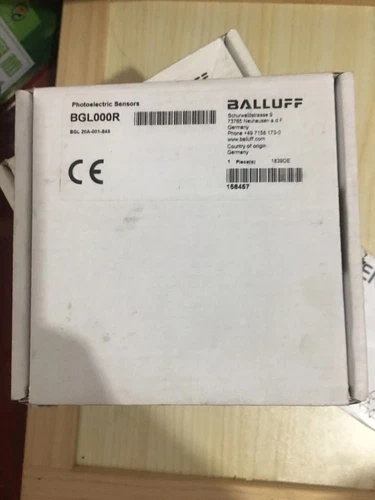 Photoelectric Sensors
BGL000R
BGL 20A-001-S49
BALLUFF
Schurwaldstrasse 9
73765 Neuhausen a.d.F
Germany
Phone +49 7158 173-0
www.balluff.com
Country of origin
Germany
1 Piece(s) 1839DE
CE
156457